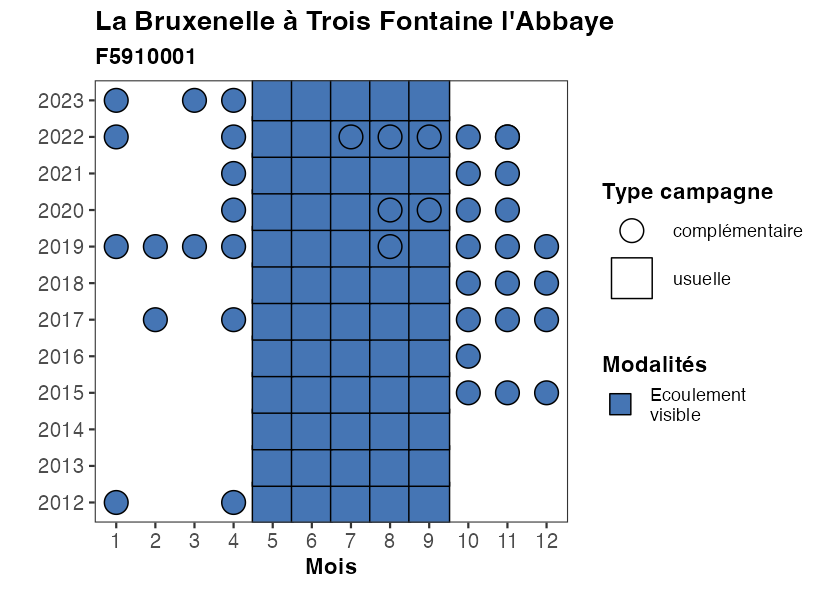 La Bruxenelle à Trois Fontaine l'Abbaye
F5910001
2023
2022
2021
2020
2019
2018
2017
2016
2015
2014
2013
2012
1 2 3 4 5 6 7 8 9 10 11 12
Mois
Type campagne
complémentaire
usuelle
Modalités
Ecoulement
visible